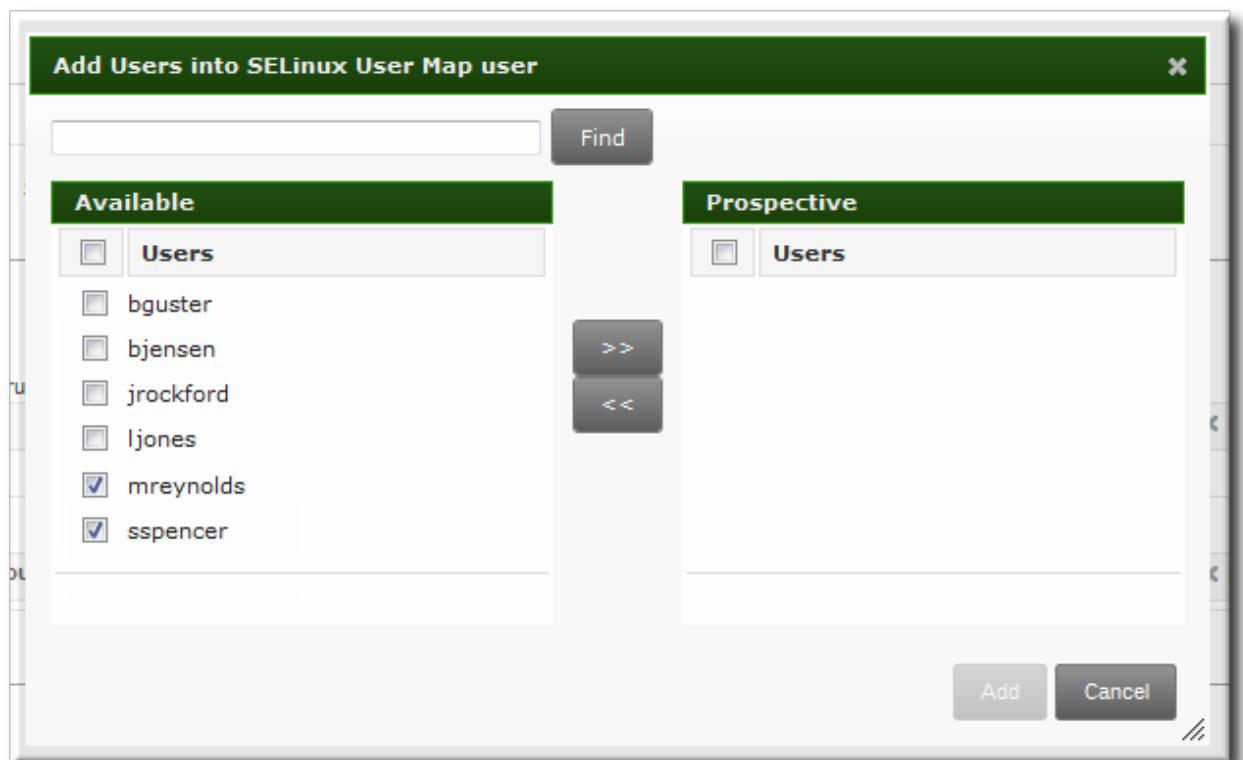 Add Users into SELinux User Map user
Find
Available
Prospective
Users
Users
bguster
bjensen
jrockford
ljones
mreynolds
sspencer
>>
<<
Add
Cancel